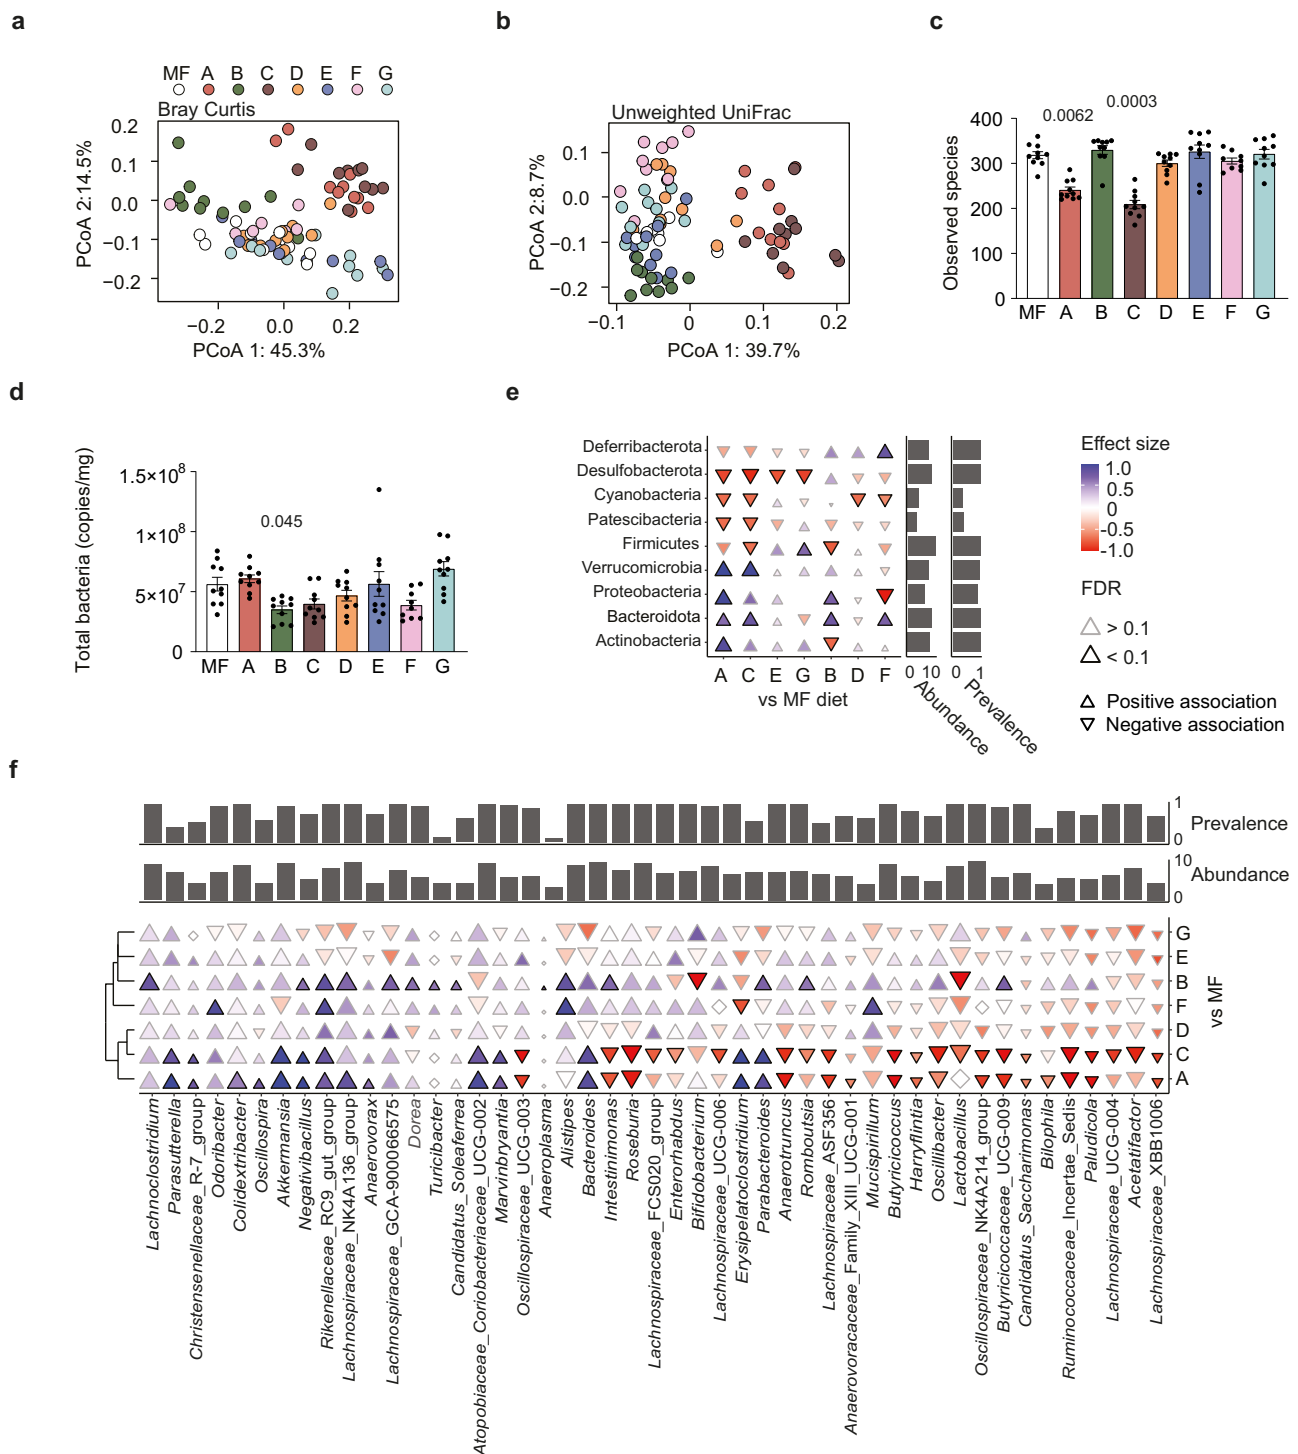 a
MF A B C D E F G
Bray Curtis
PCoA 2:14.5%
0.2
0.1
0.0
−0.1
−0.2
−0.2 0.0 0.2
PCoA 1: 45.3%
b
Unweighted UniFrac
PCoA 2:8.7%
0.1
0.0
−0.1
−0.2
−0.1 0 0.1 0.2
PCoA 1: 39.7%
c
0.0062
0.0003
Observed species
400
300
200
100
0
MF A B C D E F G
d
Total bacteria (copies/mg)
1.5×10⁸
1×10⁸
5×10⁷
0
0.045
MF A B C D E F G
e
Deferribacterota
Desulfobacterota
Cyanobacteria
Patescibacteria
Firmicutes
Verrucomicrobia
Proteobacteria
Bacteroidota
Actinobacteria
A C E G B D F
vs MF diet
0 10
Abundance
0 1
Prevalence
Effect size
1.0
0.5
0
-0.5
-1.0
FDR
> 0.1
< 0.1
Positive association
Negative association
f
1
0
Prevalence
10
0
Abundance
G
E
B
F
D
C
A
vs MF
Lachnoclostridium
Parasutterella
Christensenellaceae_R-7_group
Odoribacter
Colidextribacter
Oscillospira
Akkermansia
Negativibacillus
Rikenellaceae_RC9_gut_group
Lachnospiraceae_NK4A136_group
Anaerovorax
Lachnospiraceae_GCA-900066575
Dorea
Turicibacter
Candidatus_Soleaferrea
Atopobiaceae_Coriobacteriaceae_UCG-002
Marvinbryantia
Oscillospiraceae_UCG-003
Anaeroplasma
Alistipes
Bacteroides
Intestinimonas
Roseburia
Lachnospiraceae_FCS020_group
Enterorhabdus
Bifidobacterium
Lachnospiraceae_UCG-006
Erysipelatoclostridium
Parabacteroides
Anaerotruncus
Romboutsia
Lachnospiraceae_ASF356
Anaerovoracaceae_Family_XIII_UCG-001
Mucispirillum
Butyricicoccus
Harryflintia
Oscillibacter
Lactobacillus
Oscillospiraceae_NK4A214_group
Butyricicoccaceae_UCG-009
Candidatus_Saccharimonas
Bilophila
Ruminococcaceae_Incertae_Sedis
Paludicola
Lachnospiraceae_UCG-004
Acetatifactor
Lachnospiraceae_XBB1006